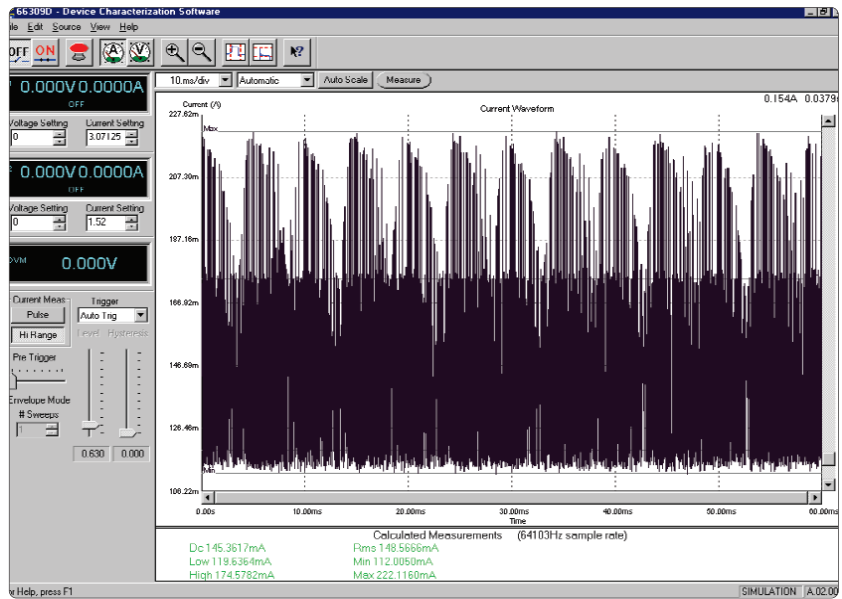 66309D - Device Characterization Software
ile Edit Source View Help
OFF ON
10.ms/div Automatic Auto Scale Measure
0.000V 0.0000A
OFF
Voltage Setting Current Setting
0 3.07125
0.000V 0.0000A
OFF
Voltage Setting Current Setting
0 1.52
DVM 0.000V
Current Meas Trigger
Pulse Auto Trig
Hi Range Level Hysteresis
Pre Trigger
Envelope Mode
# Sweeps
1
0.630 0.000
0.154A 0.0379
Current (A)
Current Waveform
227.62m
Max
207.39m
197.16m
166.92m
146.69m
126.46m
Min
106.22m
0.00s 10.00ms 20.00ms 30.00ms 40.00ms 50.00ms 60.00ms
Time
Calculated Measurements (64103Hz sample rate)
Dc 145.3617mA Rms 148.5666mA
Low 119.6364mA Min 112.0050mA
High 174.5782mA Max 222.1160mA
or Help, press F1 SIMULATION A.02.00